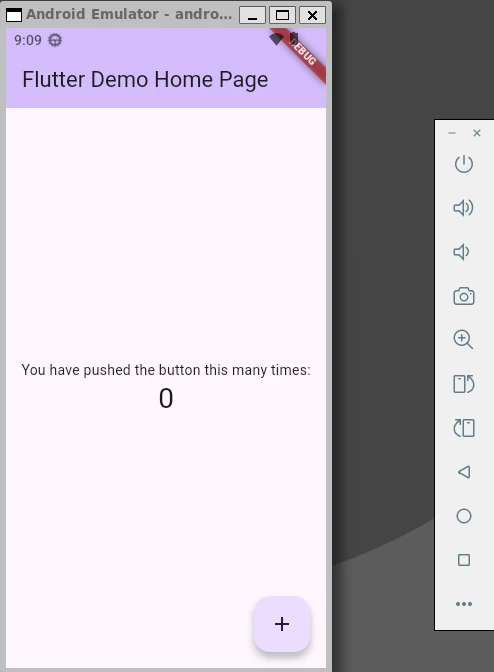 Android Emulator - andro...
9:09
DEBUG
Flutter Demo Home Page
You have pushed the button this many times:
0